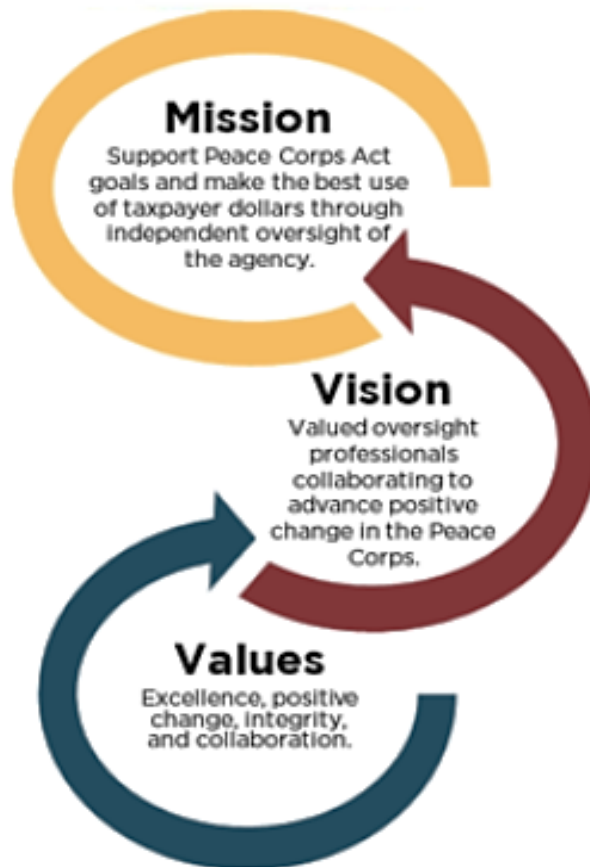 Mission
Support Peace Corps Act
goals and make the best use
of taxpayer dollars through
independent oversight of
the agency.
Vision
Valued oversight
professionals
collaborating to
advance positive
change in the Peace
Corps.
Values
Excellence, positive
change, integrity,
and collaboration.